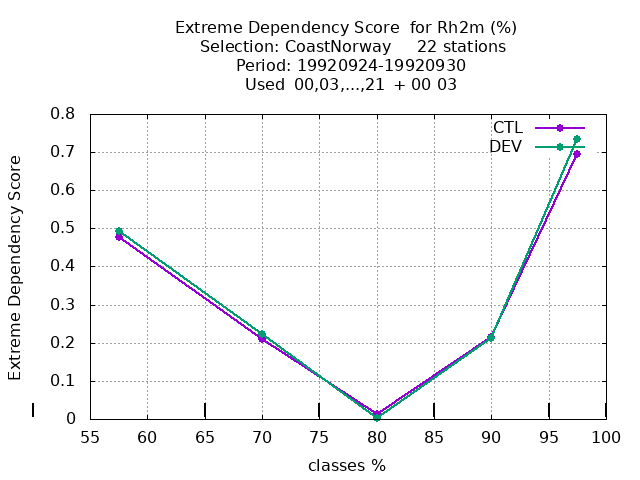 Extreme Dependency Score for Rh2m (%)
Selection: CoastNorway 22 stations
Period: 19920924-19920930
Used 00,03,...,21 + 00 03
CTL
DEV
Extreme Dependency Score
0.8
0.7
0.6
0.5
0.4
0.3
0.2
0.1
0
55 60 65 70 75 80 85 90 95 100
classes %